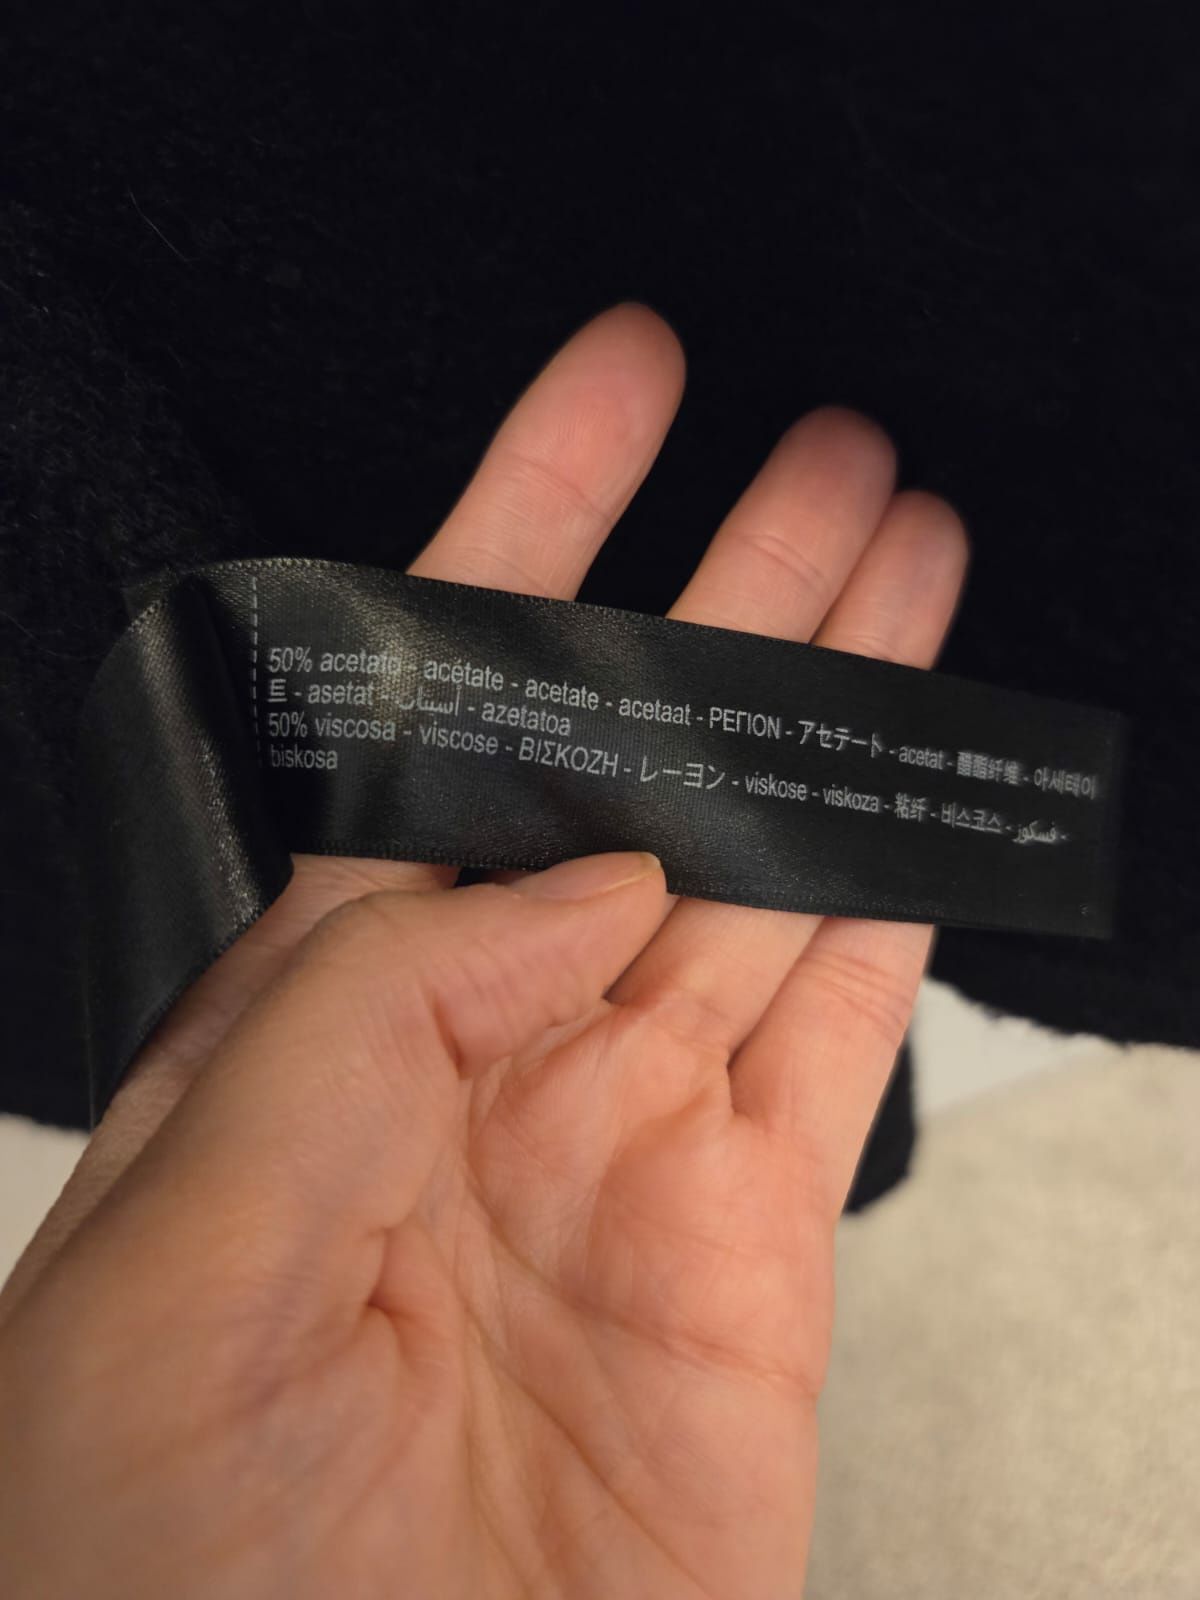 50% acetato - acétate - acetate - acetaat - ΡΕΓΙΟΝ - アセテート - acetat - 醋酯纤维 - 아세테이
트 - asetat - أسيتات - azetatoa
50% viscosa - viscose - ΒΙΣΚΟΖΗ - レーヨン - viskose - viskoza - 粘纤 - 비스코스 - فسكوز -
biskosa